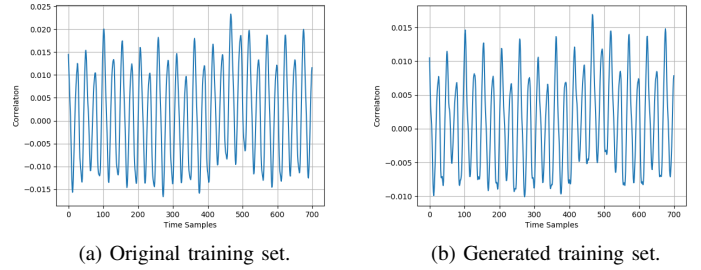 0.025
0.020
0.015
0.010
0.005
0.000
−0.005
−0.010
−0.015
Correlation
0 100 200 300 400 500 600 700
Time Samples
(a) Original training set.
0.015
0.010
0.005
0.000
−0.005
−0.010
Correlation
0 100 200 300 400 500 600 700
Time Samples
(b) Generated training set.